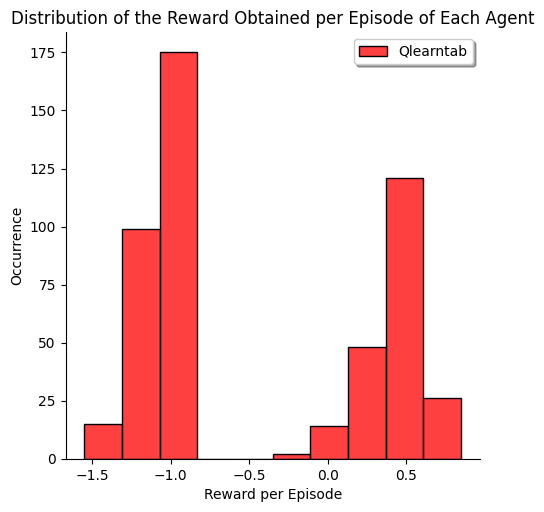 Distribution of the Reward Obtained per Episode of Each Agent
Qlearntab
175
150
125
100
75
50
25
0
Occurrence
−1.5 −1.0 −0.5 0.0 0.5
Reward per Episode